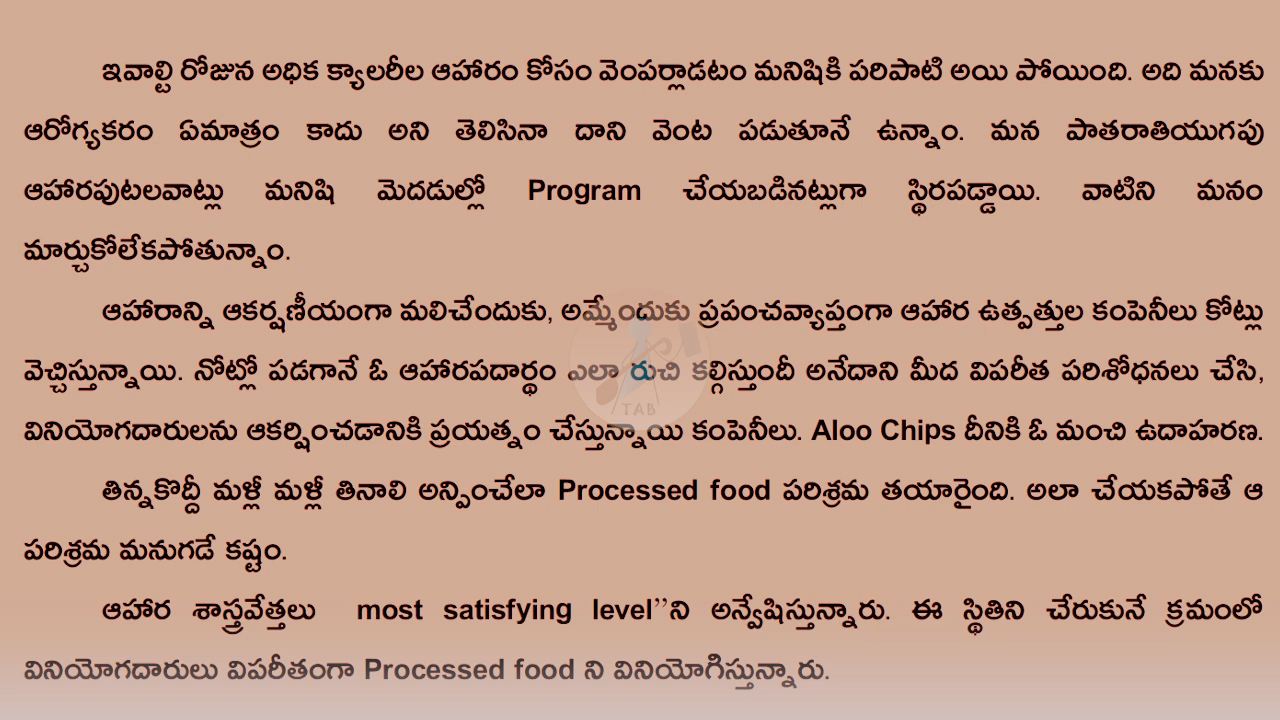 ఇవాల్టి రోజున అధిక క్యాలరీల ఆహారం కోసం వెంపర్లాడటం మనిషికి పరిపాటి అయి పోయింది. అది మనకు
ఆరోగ్యకరం ఏమాత్రం కాదు అని తెలిసినా దాని వెంట పడుతూనే ఉన్నాం. మన పాతరాతియుగపు
ఆహారపుటలవాట్లు మనిషి మెదడుల్లో Program చేయబడినట్లుగా స్థిరపడ్డాయి. వాటిని మనం
మార్చుకోలేకపోతున్నాం.
ఆహారాన్ని ఆకర్షణీయంగా మలిచేందుకు, అమ్మేందుకు ప్రపంచవ్యాప్తంగా ఆహార ఉత్పత్తుల కంపెనీలు కోట్లు
వెచ్చిస్తున్నాయి. నోట్లో పడగానే ఓ ఆహారపదార్థం ఎలా రుచి కల్గిస్తుందీ అనేదాని మీద విపరీత పరిశోధనలు చేసి,
వినియోగదారులను ఆకర్షించడానికి ప్రయత్నం చేస్తున్నాయి కంపెనీలు. Aloo Chips దీనికి ఓ మంచి ఉదాహరణ.
తిన్నకొద్దీ మళ్లీ మళ్లీ తినాలి అన్పించేలా Processed food పరిశ్రమ తయారైంది. అలా చేయకపోతే ఆ
పరిశ్రమ మనుగడే కష్టం.
ఆహార శాస్త్రవేత్తలు most satisfying level”ని అన్వేషిస్తున్నారు. ఈ స్థితిని చేరుకునే క్రమంలో
వినియోగదారులు విపరీతంగా Processed food ని వినియోగిస్తున్నారు.
TAB